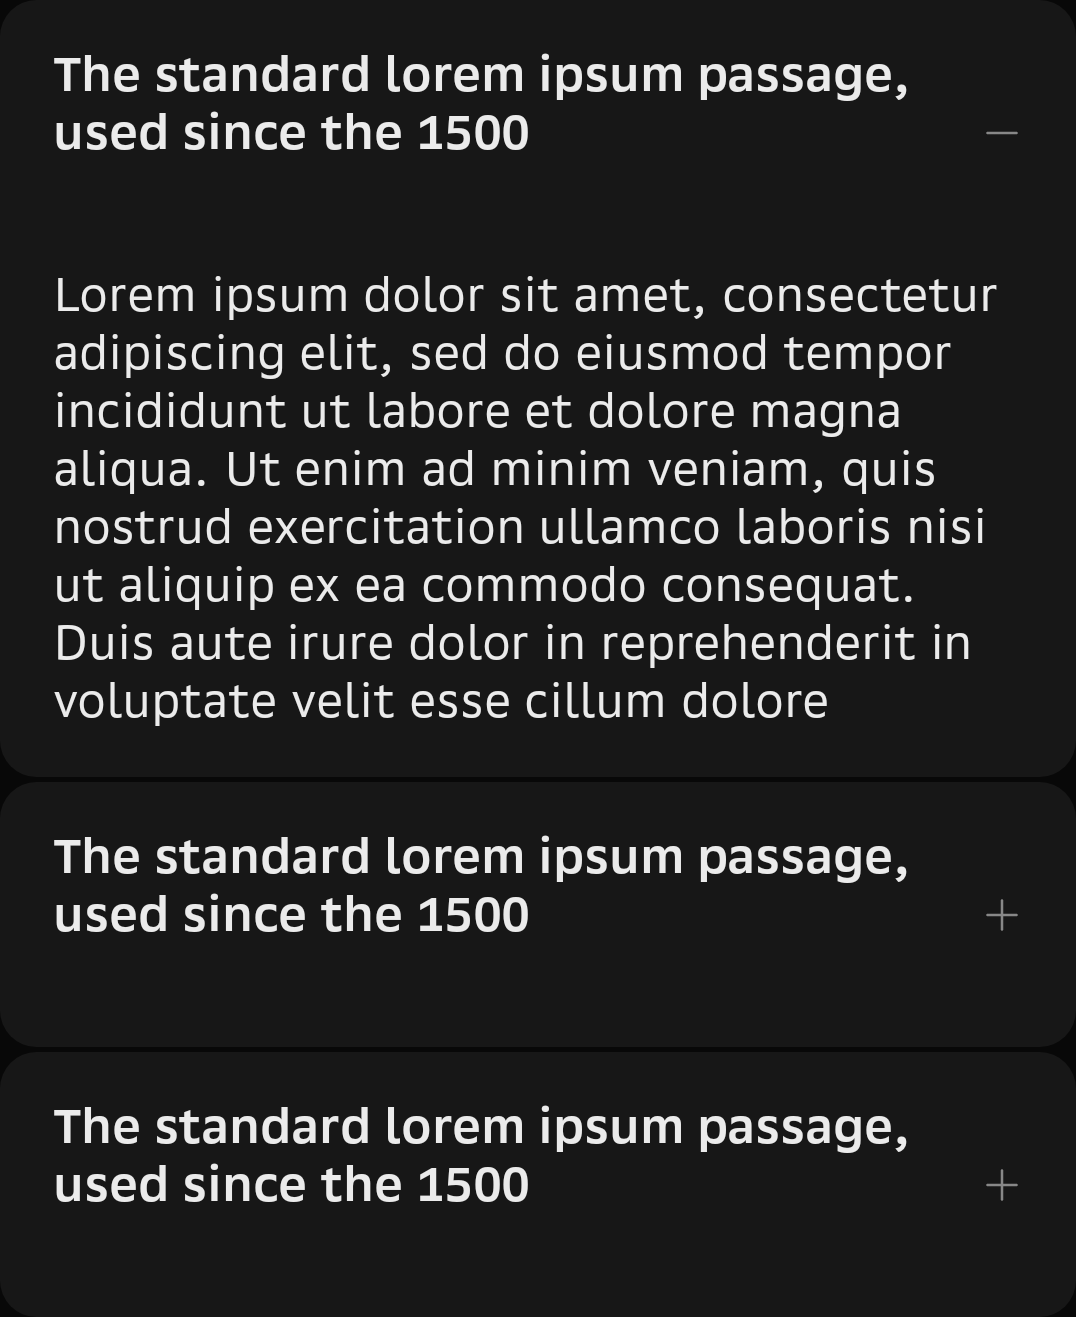 The standard lorem ipsum passage,
used since the 1500
Lorem ipsum dolor sit amet, consectetur
adipiscing elit, sed do eiusmod tempor
incididunt ut labore et dolore magna
aliqua. Ut enim ad minim veniam, quis
nostrud exercitation ullamco laboris nisi
ut aliquip ex ea commodo consequat.
Duis aute irure dolor in reprehenderit in
voluptate velit esse cillum dolore
The standard lorem ipsum passage,
used since the 1500
The standard lorem ipsum passage,
used since the 1500